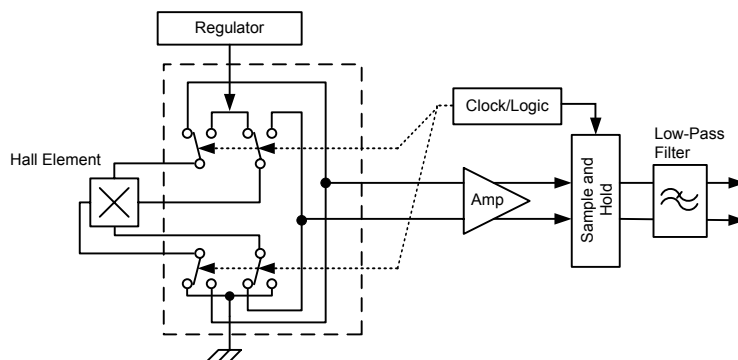 Regulator
Clock/Logic
Low-Pass
Filter
Hall Element
Amp
Sample and
Hold